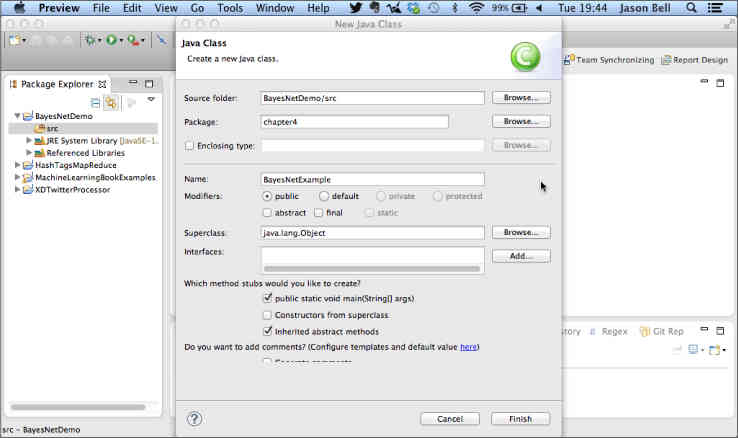 Preview File Edit View Go Tools Window Help 99% Tue 19:44 Jason Bell
New Java Class
Java Class
Create a new Java class.
Team Synchronizing Report Design
Package Explorer
BayesNetDemo
src
JRE System Library [JavaSE-1.
Referenced Libraries
HashTagsMapReduce
MachineLearningBookExamples
XDTwitterProcessor
Source folder: BayesNetDemo/src Browse...
Package: chapter4 Browse...
Enclosing type: Browse...
Name: BayesNetExample
Modifiers: public default private protected
abstract final static
Superclass: java.lang.Object Browse...
Interfaces: Add...
Which method stubs would you like to create?
public static void main(String[] args)
Constructors from superclass
Inherited abstract methods
Do you want to add comments? (Configure templates and default value here)
Generate comments
story Regex Git Rep
? Cancel Finish
src - BayesNetDemo